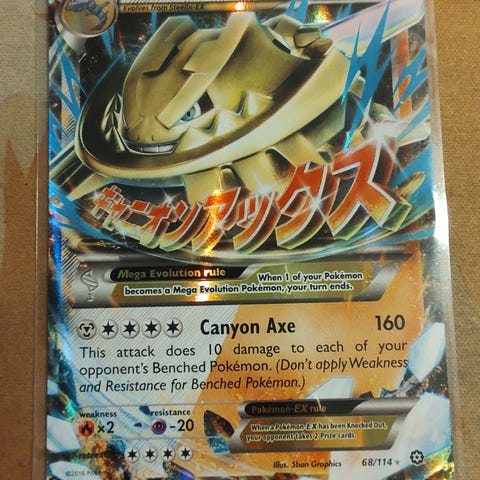 Evolves from Steelix-EX
キャニオンアックス
Mega Evolution rule
When 1 of your Pokémon
becomes a Mega Evolution Pokémon, your turn ends.
Canyon Axe 160
This attack does 10 damage to each of your
opponent's Benched Pokémon. (Don't apply Weakness
and Resistance for Benched Pokémon.)
weakness resistance
×2 -20
Pokémon-EX rule
When a Pokémon-EX has been Knocked Out,
your opponent takes 2 Prize cards.
Illus. 5ban Graphics 68/114
©2016